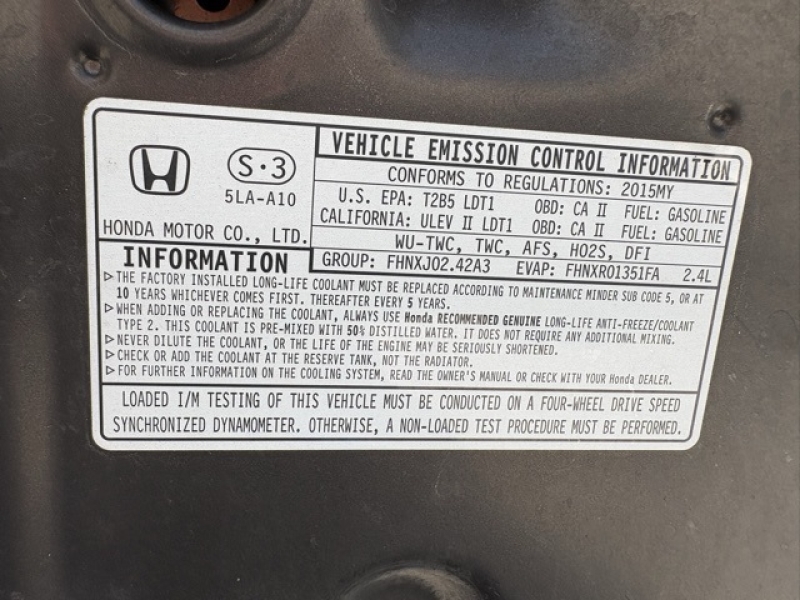 S·3
5LA-A10
HONDA MOTOR CO., LTD.
VEHICLE EMISSION CONTROL INFORMATION
CONFORMS TO REGULATIONS: 2015MY
U.S. EPA: T2B5 LDT1 OBD: CA II FUEL: GASOLINE
CALIFORNIA: ULEV II LDT1 OBD: CA II FUEL: GASOLINE
WU-TWC, TWC, AFS, HO2S, DFI
GROUP: FHNXJ02.42A3 EVAP: FHNXR01351FA 2.4L
INFORMATION
▷THE FACTORY INSTALLED LONG-LIFE COOLANT MUST BE REPLACED ACCORDING TO MAINTENANCE MINDER SUB CODE 5, OR AT
10 YEARS WHICHEVER COMES FIRST. THEREAFTER EVERY 5 YEARS.
▷WHEN ADDING OR REPLACING THE COOLANT, ALWAYS USE Honda RECOMMENDED GENUINE LONG-LIFE ANTI-FREEZE/COOLANT
TYPE 2. THIS COOLANT IS PRE-MIXED WITH 50% DISTILLED WATER. IT DOES NOT REQUIRE ANY ADDITIONAL MIXING.
▷NEVER DILUTE THE COOLANT, OR THE LIFE OF THE ENGINE MAY BE SERIOUSLY SHORTENED.
▷CHECK OR ADD THE COOLANT AT THE RESERVE TANK, NOT THE RADIATOR.
▷FOR FURTHER INFORMATION ON THE COOLING SYSTEM, READ THE OWNER'S MANUAL OR CHECK WITH YOUR Honda DEALER.
LOADED I/M TESTING OF THIS VEHICLE MUST BE CONDUCTED ON A FOUR-WHEEL DRIVE SPEED
SYNCHRONIZED DYNAMOMETER. OTHERWISE, A NON-LOADED TEST PROCEDURE MUST BE PERFORMED.